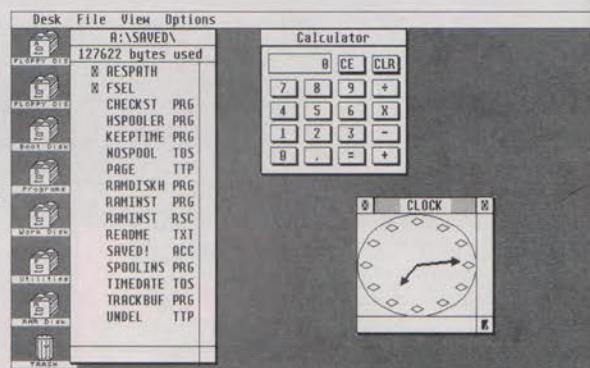 Desk File View Options
A:\SAVED\
127622 bytes used
AESPATH
FSEL
CHECKST PRG
HSPOOLER PRG
KEEPTIME PRG
NOSPOOL TOS
PAGE TTP
RAMDISKH PRG
RAMINST PRG
RAMINST RSC
README TXT
SAVED! ACC
SPOOLINS PRG
TIMEDATE TOS
TRACKBUF PRG
UNDEL TTP
FLOPPY DIS
FLOPPY DIS
Boot Disk
Programs
Work Disk
Utilities
RAM Disk
TRASH
Calculator
0 CE CLR
7 8 9 ÷
4 5 6 X
1 2 3 -
0 . = +
CLOCK